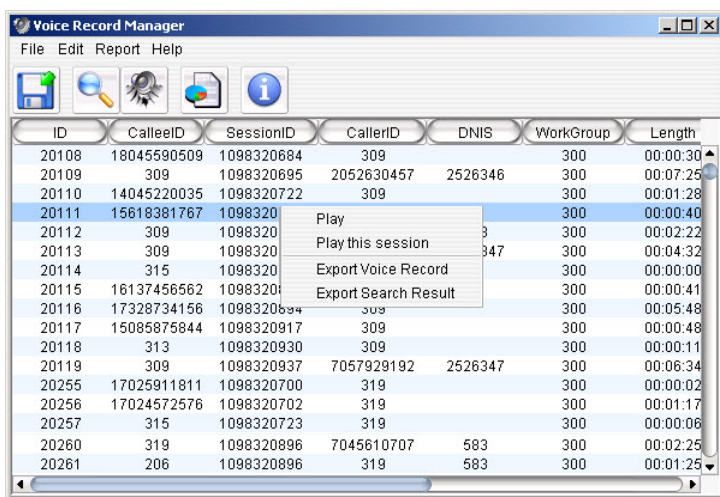 Voice Record Manager
File Edit Report Help
ID CalleeID SessionID CallerID DNIS WorkGroup Length
20108 18045590509 1098320684 309 300 00:00:30
20109 309 1098320695 2052630457 2526346 300 00:07:25
20110 14045220035 1098320722 309 300 00:01:28
20111 15618381767 1098320 300 00:00:40
Play
20112 309 1098320 300 00:02:22
Play this session
20113 309 1098320 347 300 00:04:32
20114 315 1098320 300 00:00:00
Export Voice Record
20115 16137456562 300 00:00:41
Export Search Result
20116 17328734156 1098320894 309 300 00:05:48
20117 15085875844 1098320917 309 300 00:00:48
20118 313 1098320930 309 300 00:00:11
20119 309 1098320937 7057929192 2526347 300 00:06:34
20255 17025911811 1098320700 319 300 00:00:02
20256 17024572576 1098320702 319 300 00:01:17
20257 315 1098320723 319 300 00:00:06
20260 319 1098320896 7045610707 583 300 00:02:25
20261 206 1098320896 319 583 300 00:01:25